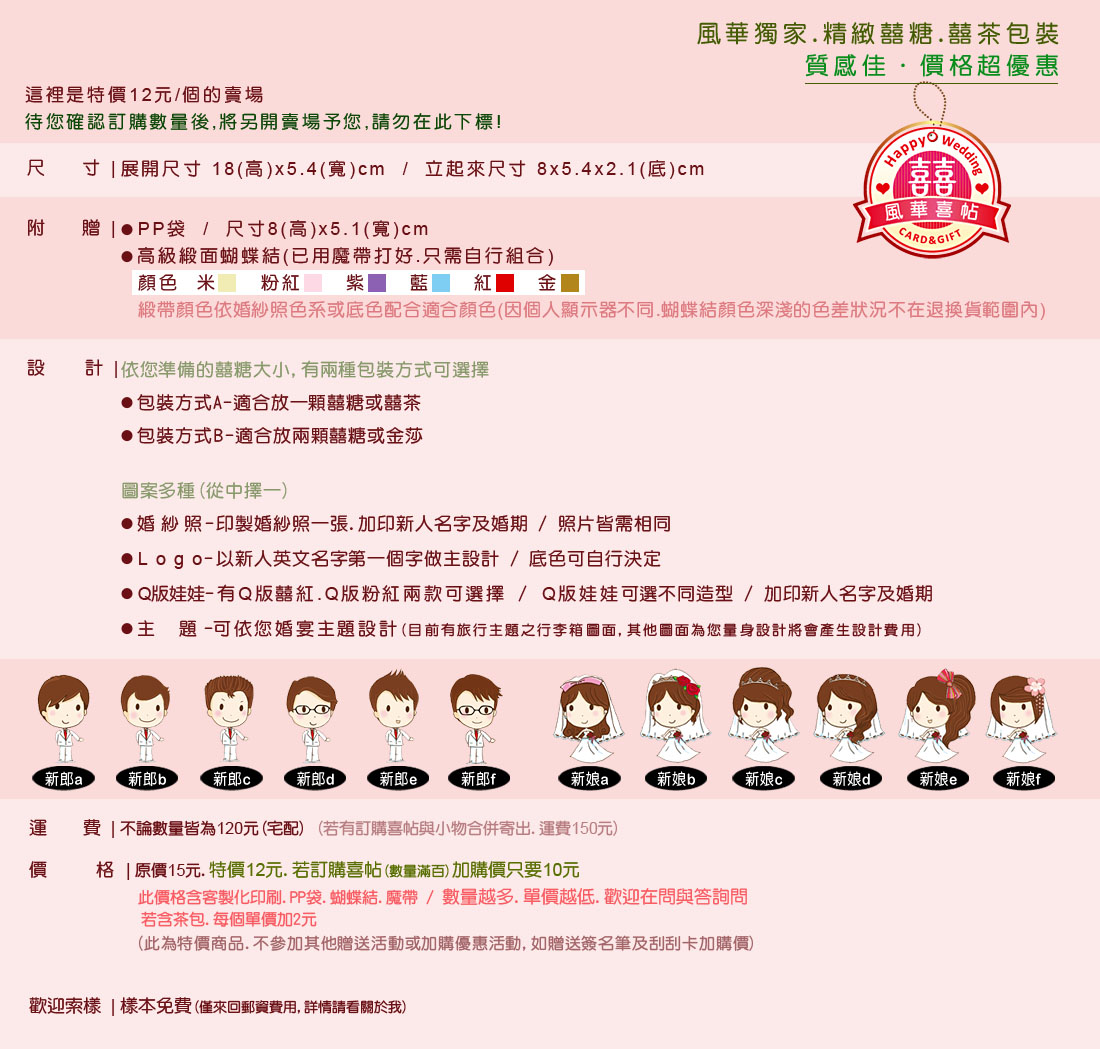 風華獨家.精緻囍糖.囍茶包裝
質感佳‧價格超優惠
這裡是特價12元/個的賣場
待您確認訂購數量後,將另開賣場予您,請勿在此下標!
Happy Wedding
囍
風華喜帖
CARD&GIFT
尺 寸|展開尺寸 18(高)x5.4(寬)cm / 立起來尺寸 8x5.4x2.1(底)cm
附 贈|●PP袋 / 尺寸8(高)x5.1(寬)cm
●高級緞面蝴蝶結(已用魔帶打好.只需自行組合)
顏色 米 粉紅 紫 藍 紅 金
緞帶顏色依婚紗照色系或底色配合適合顏色(因個人顯示器不同.蝴蝶結顏色深淺的色差狀況不在退換貨範圍內)
設 計|依您準備的囍糖大小,有兩種包裝方式可選擇
●包裝方式A-適合放一顆囍糖或囍茶
●包裝方式B-適合放兩顆囍糖或金莎
圖案多種(從中擇一)
●婚紗照-印製婚紗照一張.加印新人名字及婚期 / 照片皆需相同
●Logo-以新人英文名字第一個字做主設計 / 底色可自行決定
●Q版娃娃-有Q版囍紅.Q版粉紅兩款可選擇 / Q版娃娃可選不同造型 / 加印新人名字及婚期
●主 題-可依您婚宴主題設計(目前有旅行主題之行李箱圖面,其他圖面為您量身設計將會產生設計費用)
新郎a 新郎b 新郎c 新郎d 新郎e 新郎f 新娘a 新娘b 新娘c 新娘d 新娘e 新娘f
運 費|不論數量皆為120元(宅配) (若有訂購喜帖與小物合併寄出.運費150元)
價 格|原價15元.特價12元.若訂購喜帖(數量滿百)加購價只要10元
此價格含客製化印刷.PP袋.蝴蝶結.魔帶 / 數量越多.單價越低.歡迎在問與答詢問
若含茶包.每個單價加2元
(此為特價商品.不參加其他贈送活動或加購優惠活動,如贈送簽名筆及刮刮卡加購價)
歡迎索樣|樣本免費(僅來回郵資費用,詳情請看關於我)